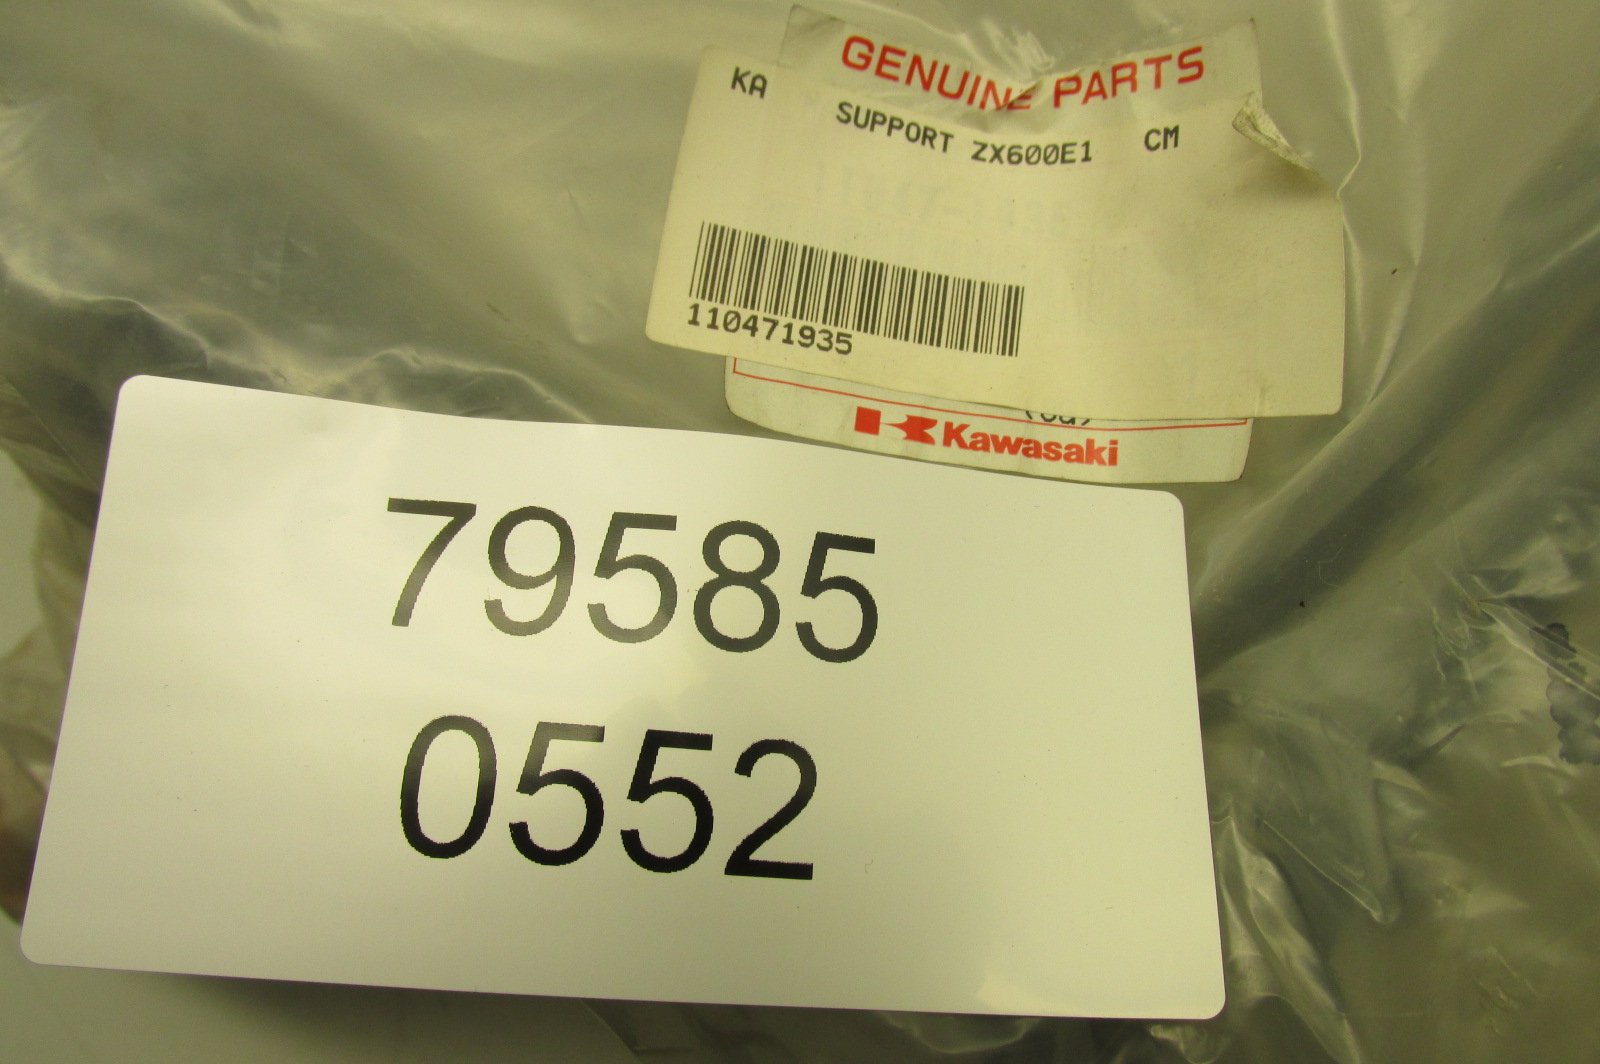 GENUINE PARTS
KA
SUPPORT ZX600E1 CM
110471935
Kawasaki
79585
0552